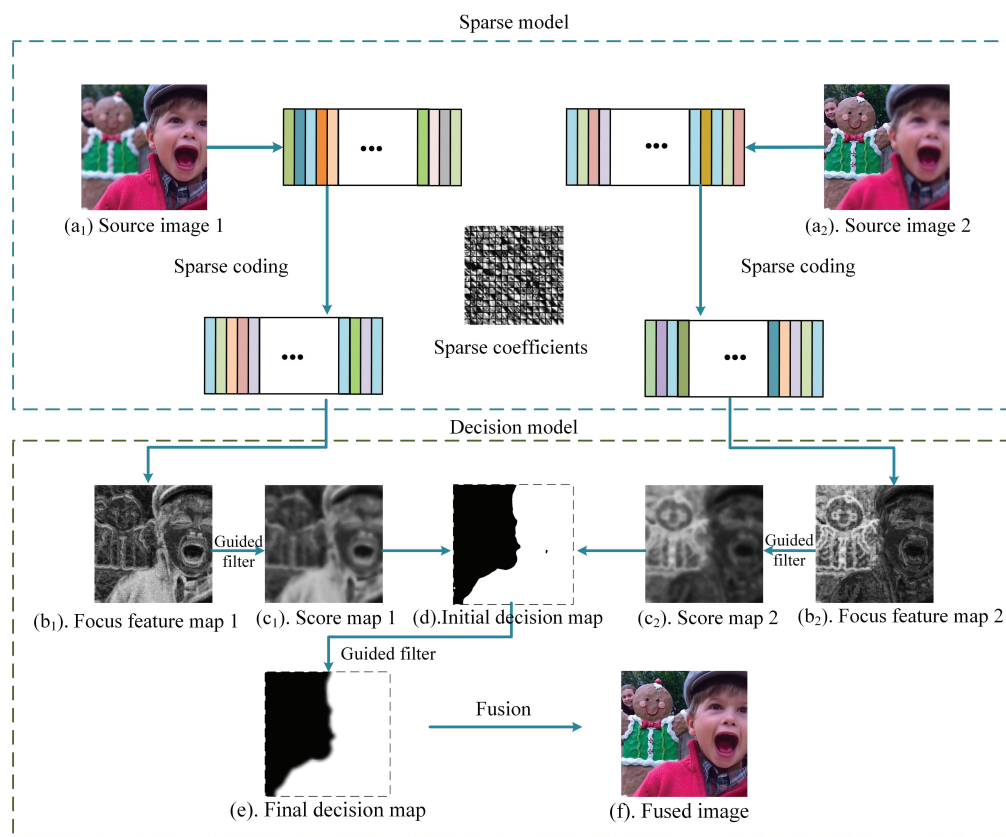 Sparse model
(a₁) Source image 1
(a₂). Source image 2
Sparse coding
Sparse coding
Sparse coefficients
Decision model
Guided
filter
Guided
filter
(b₁). Focus feature map 1
(c₁). Score map 1
(d).Initial decision map
(c₂). Score map 2
(b₂). Focus feature map 2
Guided filter
Fusion
(e). Final decision map
(f). Fused image